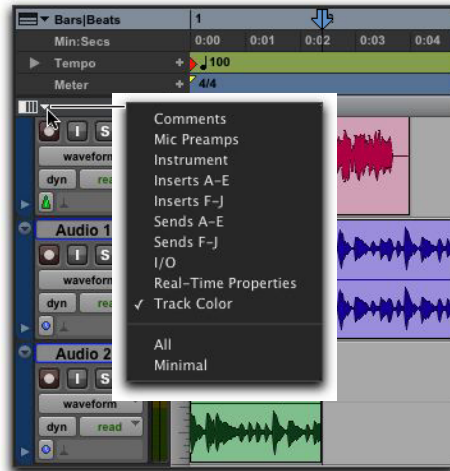 Bars|Beats 1 3
Min:Secs 0:00 0:01 0:02 0:03 0:04
Tempo + 100
Meter + 4/4
I S
waveform
dyn rea
Audio 1
I S
waveform
dyn rea
Audio 2
I S
waveform
dyn read
Comments
Mic Preamps
Instrument
Inserts A-E
Inserts F-J
Sends A-E
Sends F-J
I/O
Real-Time Properties
✓ Track Color
All
Minimal